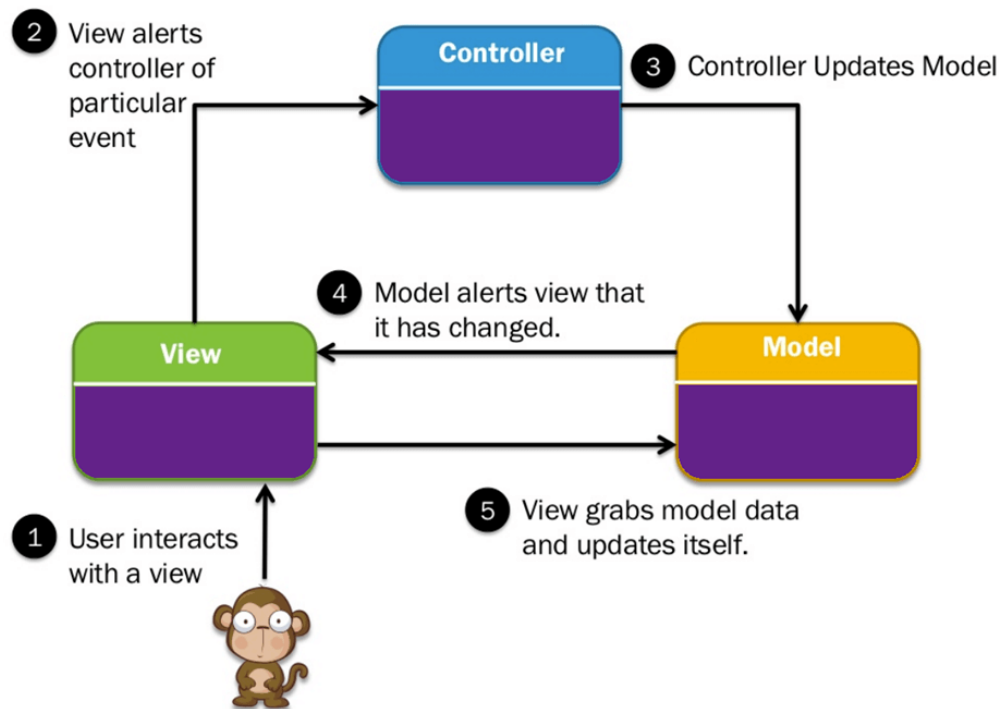 2
View alerts
controller of
particular
event
Controller
3
Controller Updates Model
4
Model alerts view that
it has changed.
View
Model
1
User interacts
with a view
5
View grabs model data
and updates itself.